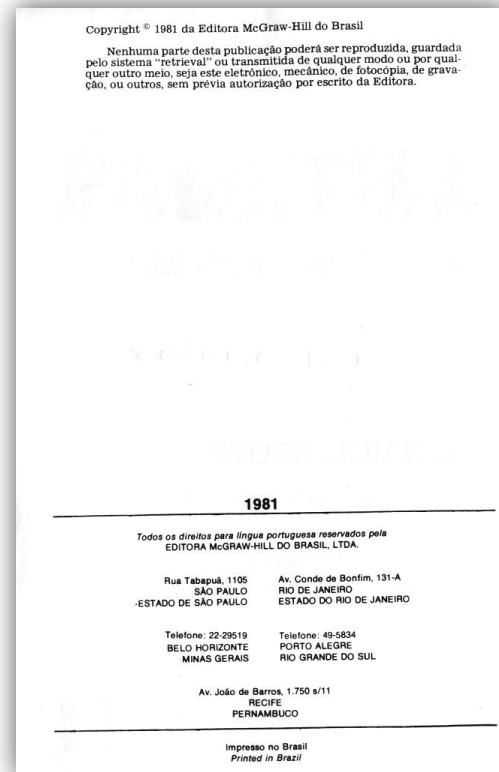 Copyright © 1981 da Editora McGraw-Hill do Brasil
Nenhuma parte desta publicação poderá ser reproduzida, guardada
pelo sistema "retrieval" ou transmitida de qualquer modo ou por qual-
quer outro meio, seja este eletrônico, mecânico, de fotocópia, de grava-
ção, ou outros, sem prévia autorização por escrito da Editora.
1981
Todos os direitos para língua portuguesa reservados pela
EDITORA McGRAW-HILL DO BRASIL, LTDA.
Rua Tabapuã, 1105
SÃO PAULO
ESTADO DE SÃO PAULO
Av. Conde de Bonfim, 131-A
RIO DE JANEIRO
ESTADO DO RIO DE JANEIRO
Telefone: 22-29519
BELO HORIZONTE
MINAS GERAIS
Telefone: 49-5834
PORTO ALEGRE
RIO GRANDE DO SUL
Av. João de Barros, 1.750 s/11
RECIFE
PERNAMBUCO
Impresso no Brasil
Printed in Brazil